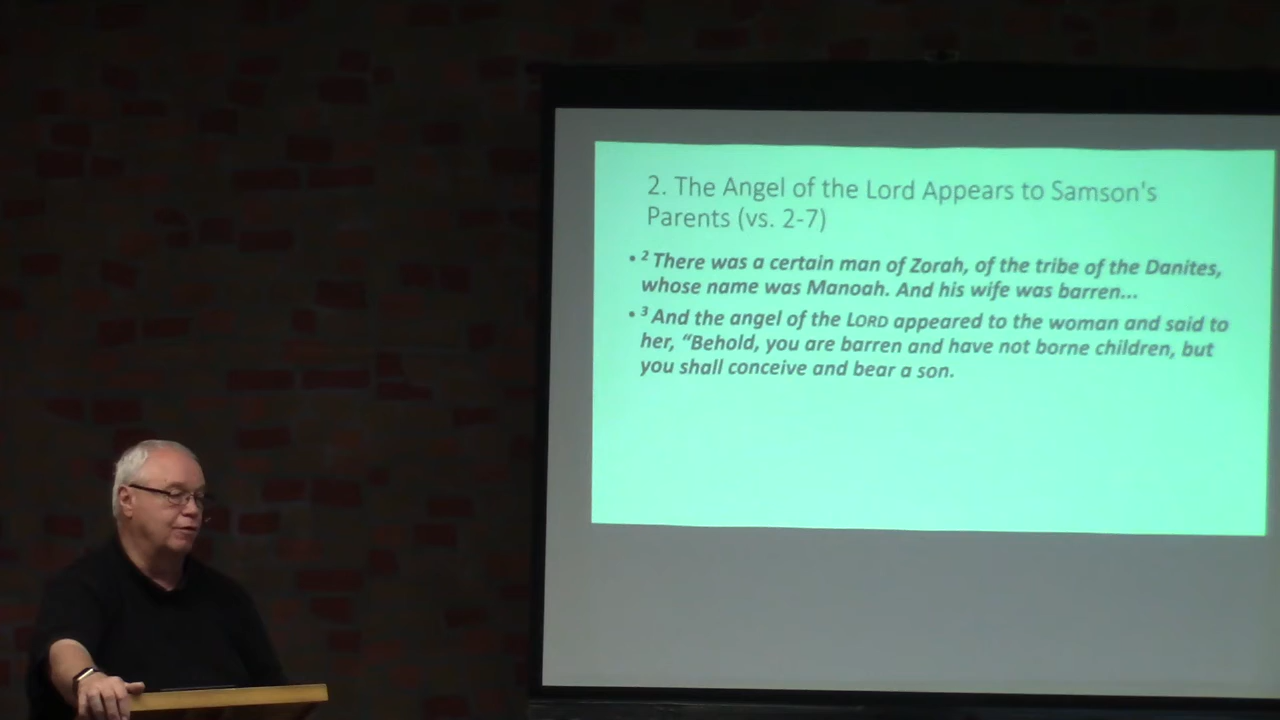 2. The Angel of the Lord Appears to Samson's
Parents (vs. 2-7)
• 2 There was a certain man of Zorah, of the tribe of the Danites,
whose name was Manoah. And his wife was barren...
• 3 And the angel of the LORD appeared to the woman and said to
her, “Behold, you are barren and have not borne children, but
you shall conceive and bear a son.